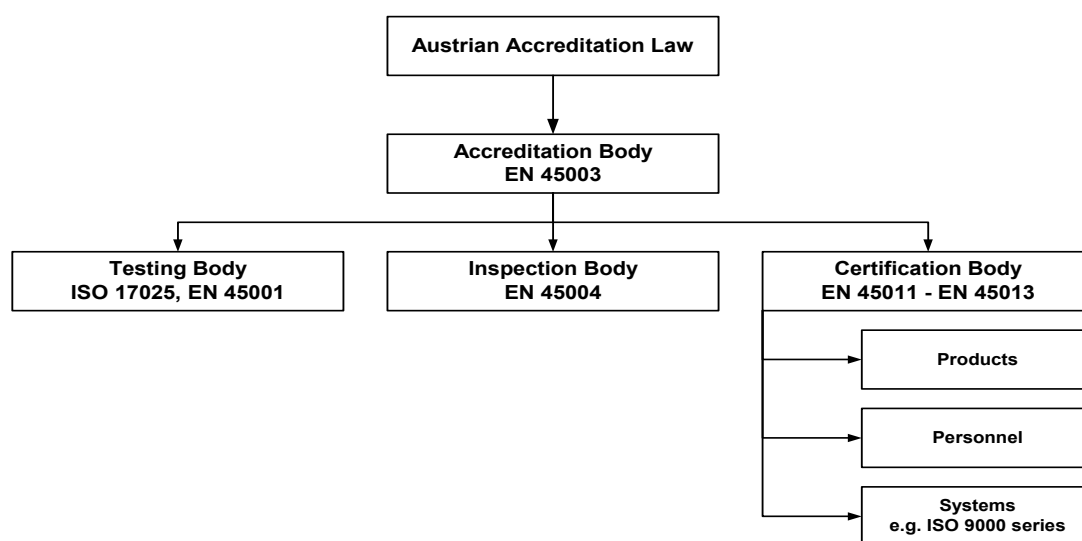 Austrian Accreditation Law
Accreditation Body
EN 45003
Testing Body
ISO 17025, EN 45001
Inspection Body
EN 45004
Certification Body
EN 45011 - EN 45013
Products
Personnel
Systems
e.g. ISO 9000 series